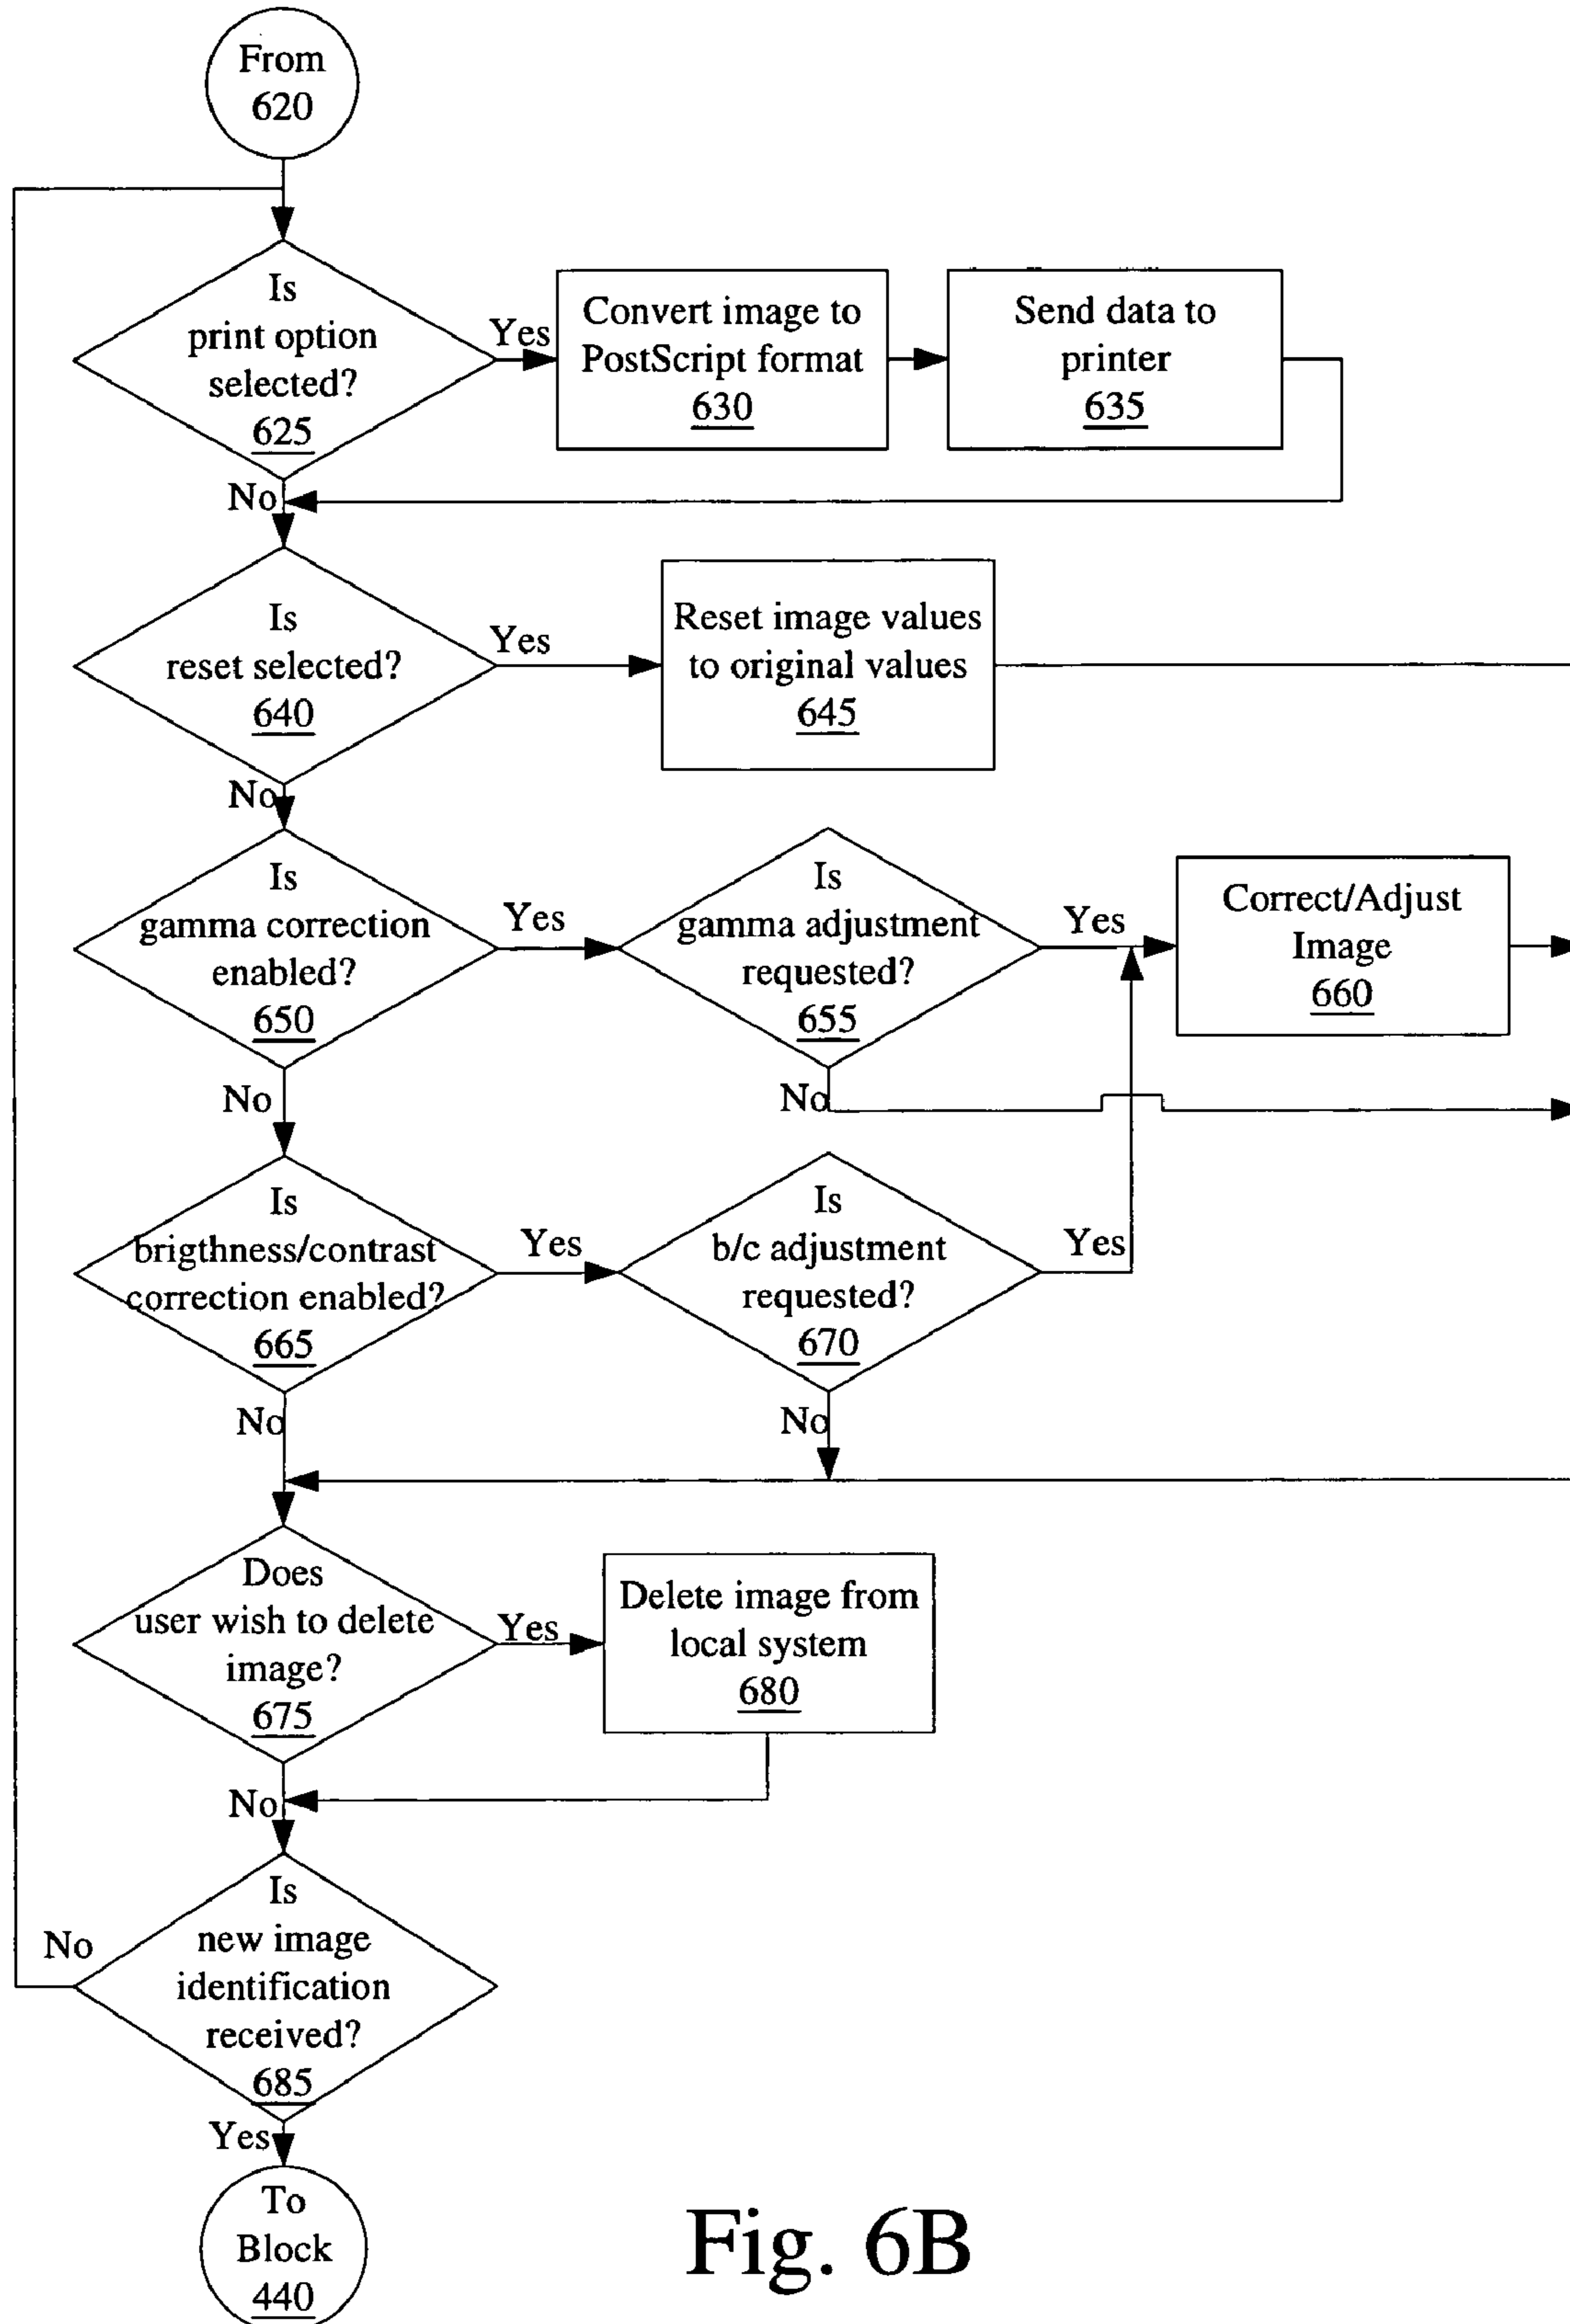 From
620
Is
print option
selected?
625
Yes
Convert image to
PostScript format
630
Send data to
printer
635
No
Is
reset selected?
640
Yes
Reset image values
to original values
645
No
Is
gamma correction
enabled?
650
Yes
Is
gamma adjustment
requested?
655
Yes
Correct/Adjust
Image
660
No
No
Is
brigthness/contrast
correction enabled?
665
Yes
Is
b/c adjustment
requested?
670
Yes
No
No
Does
user wish to delete
image?
675
Yes
Delete image from
local system
680
No
Is
new image
identification
received?
685
No
Yes
To
Block
440
Fig. 6B